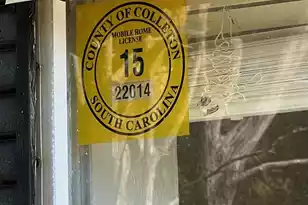 COUNTY OF COLLETON
MOBILE HOME
LICENSE
15
22014
SOUTH CAROLINA